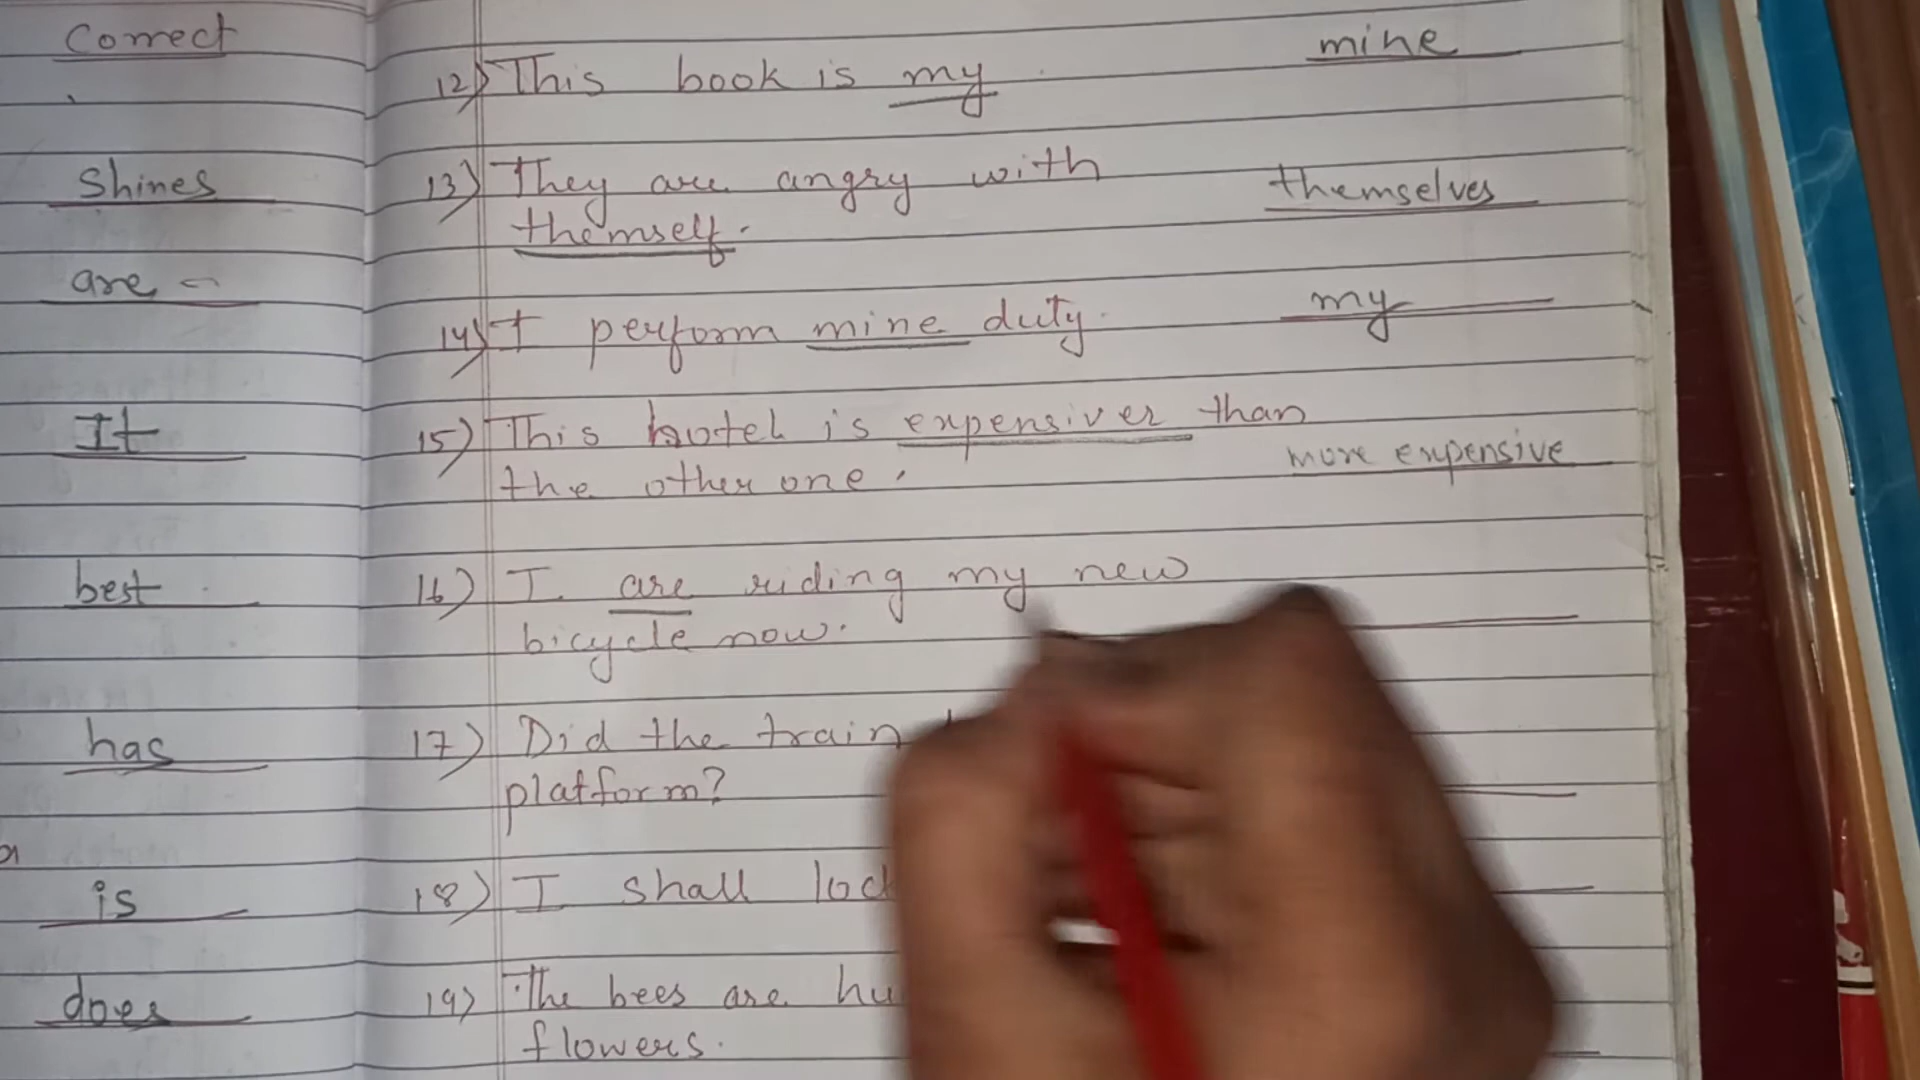 Correct
Shines
are
It
best
has
is
does
12) This book is my mine
13) They are angry with
themself. themselves
14) I perform mine duty. my
15) This hotel is expensiver than
the other one. more expensive
16) I are riding my new
bicycle now.
17) Did the train
platform?
18) I shall
19) The bees are
flowers.